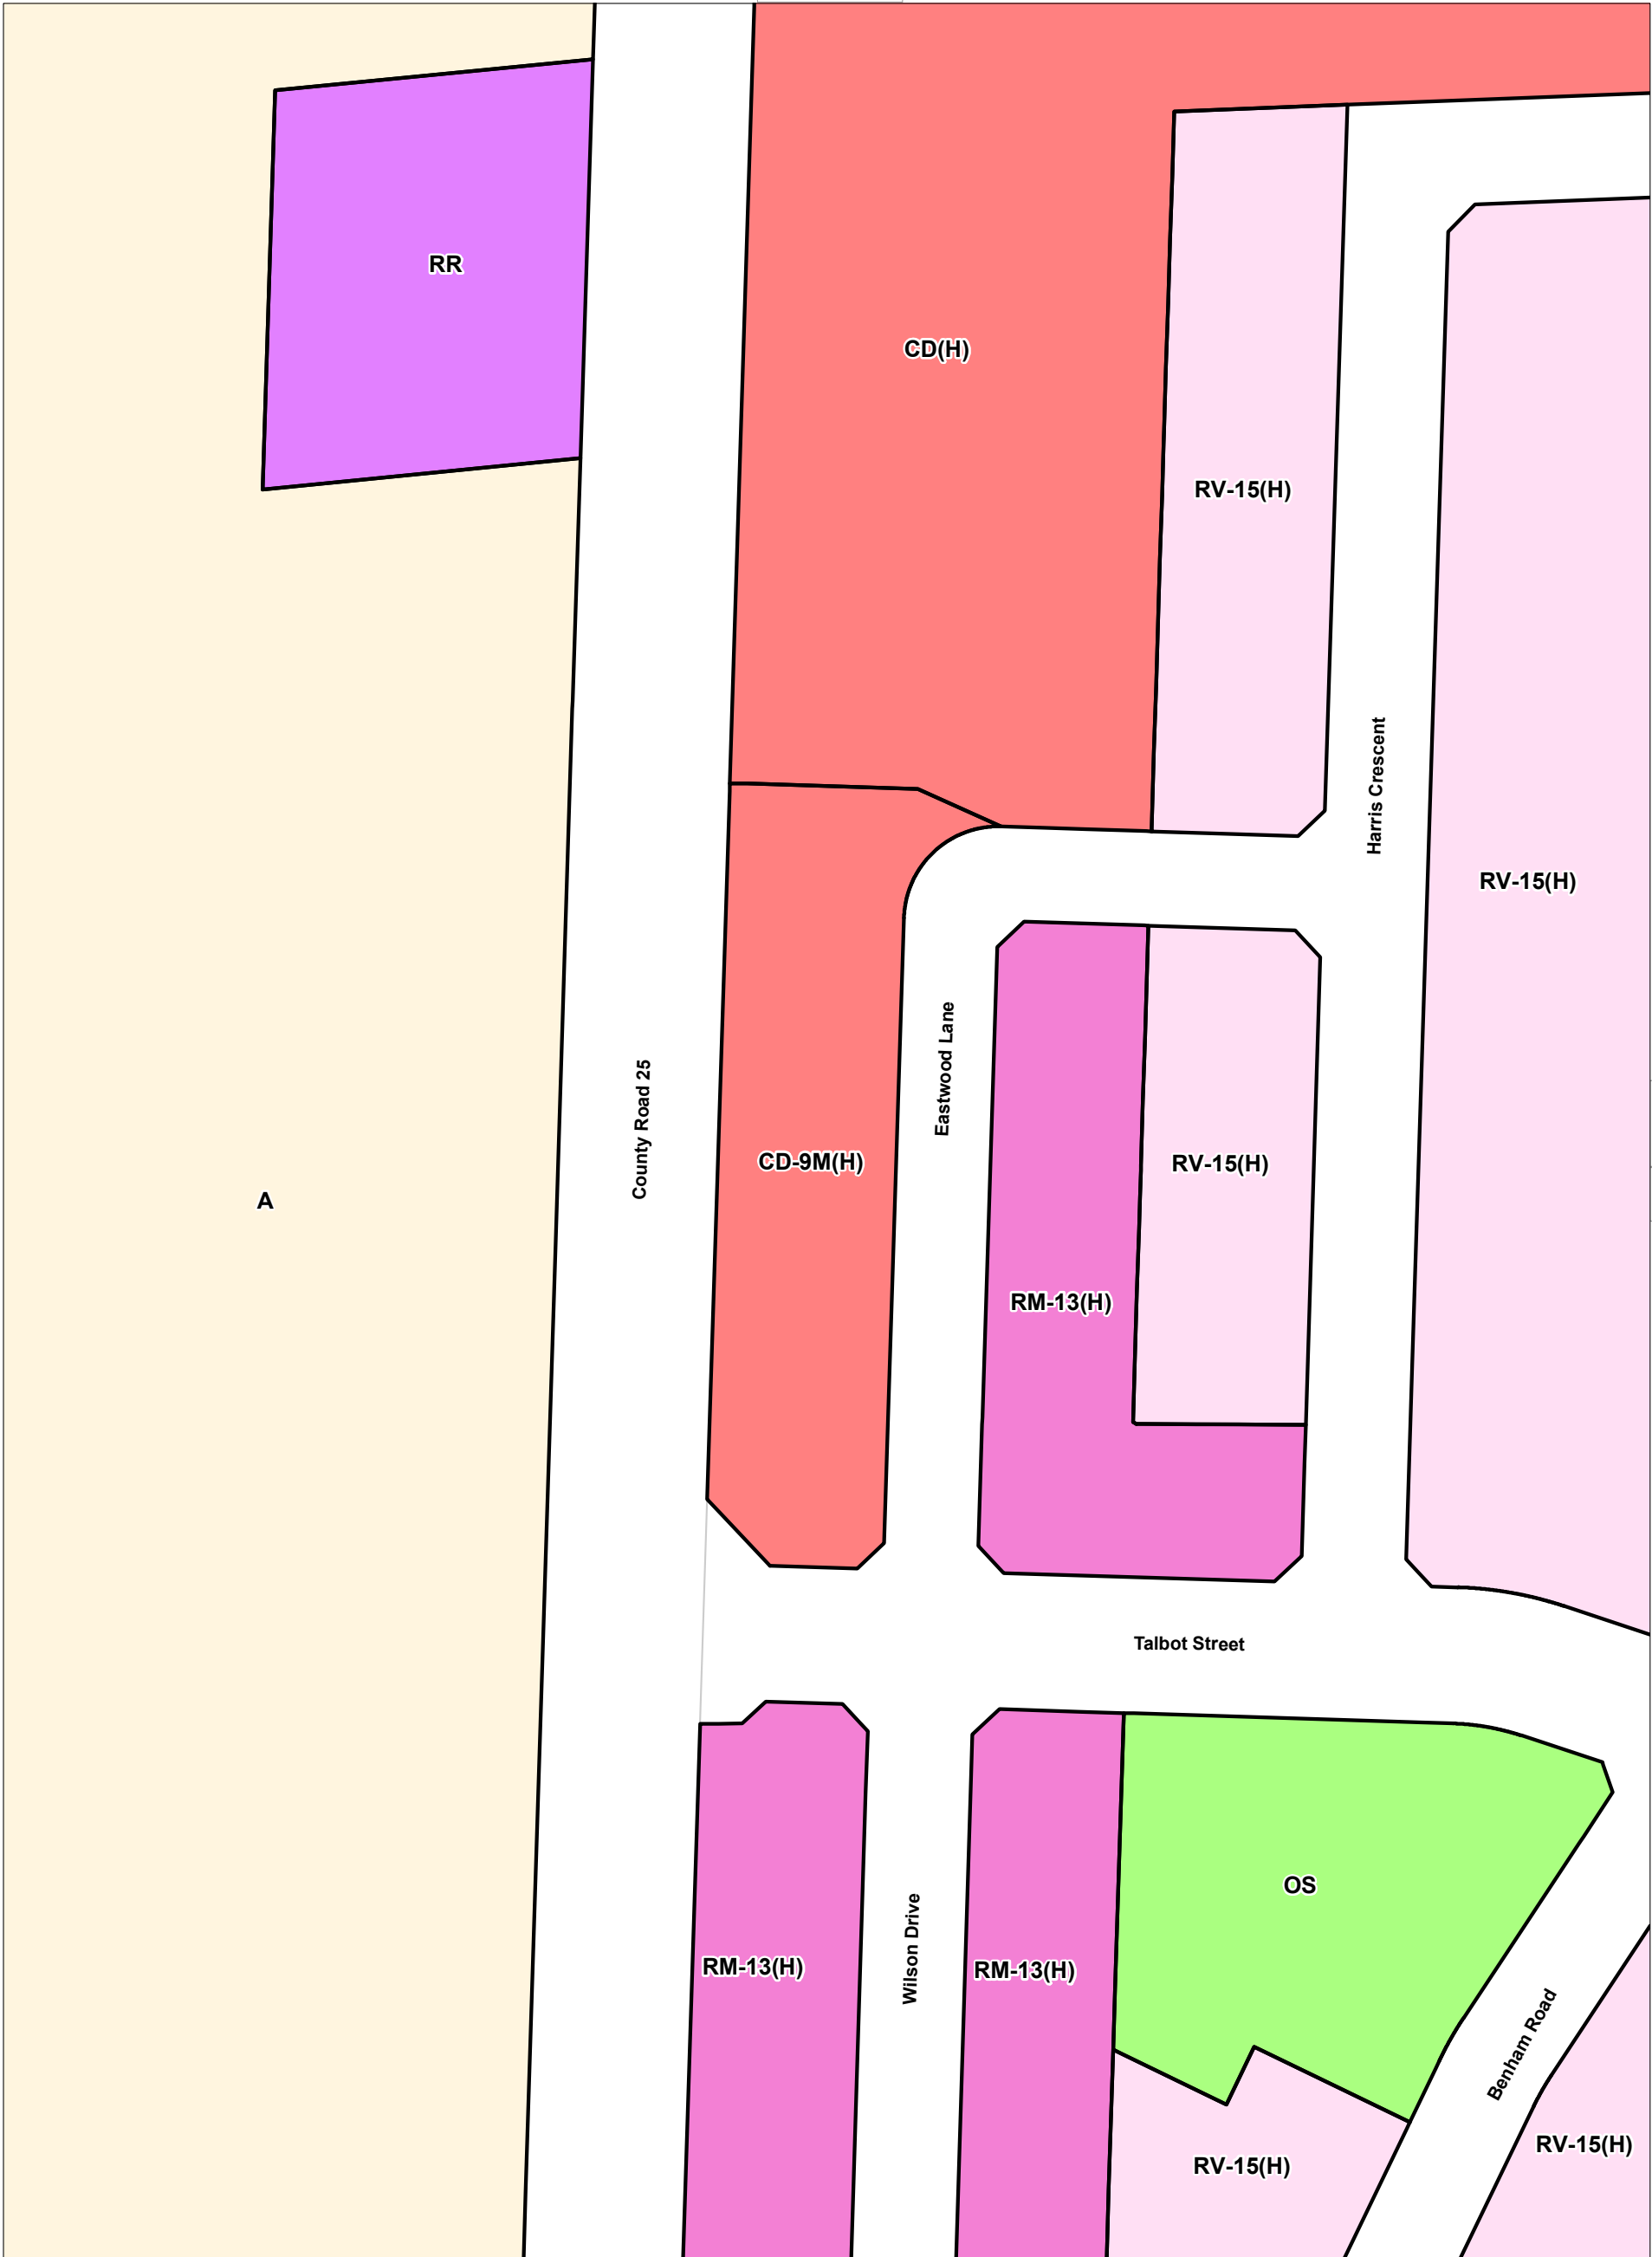 RR
CD(H)
RV-15(H)
Harris Crescent
RV-15(H)
Eastwood Lane
County Road 25
CD-9M(H)
RV-15(H)
A
RM-13(H)
Talbot Street
OS
Wilson Drive
RM-13(H)
RM-13(H)
Benham Road
RV-15(H)
RV-15(H)